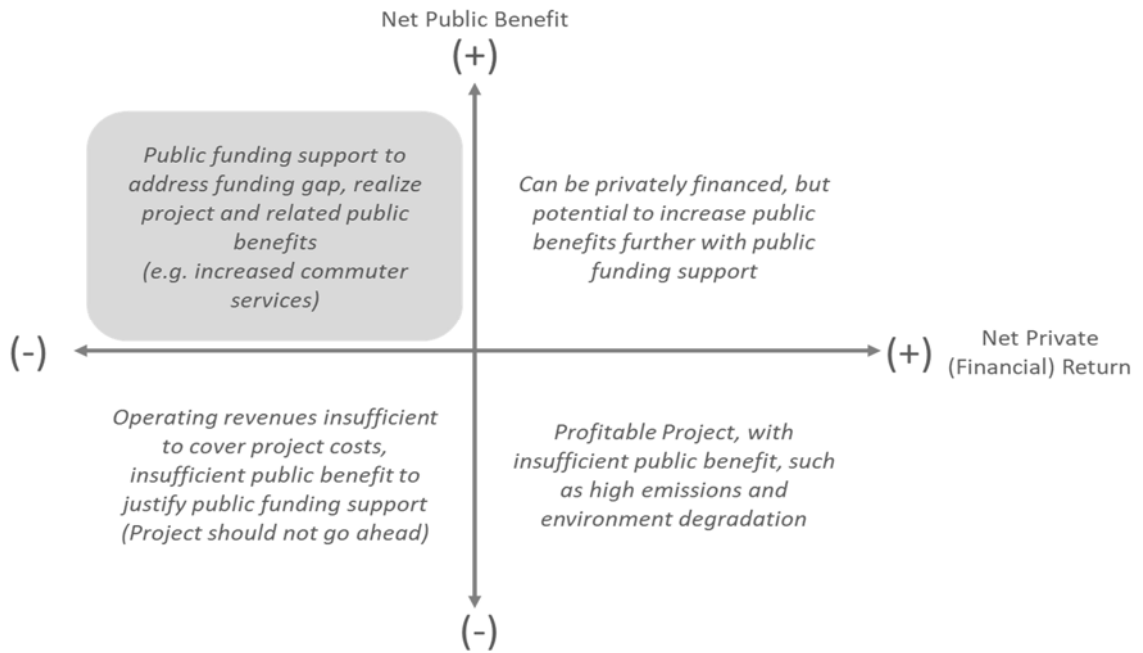 Net Public Benefit
(+)
Public funding support to
address funding gap, realize
project and related public
benefits
(e.g. increased commuter
services)
Can be privately financed, but
potential to increase public
benefits further with public
funding support
(-)
(+)
Net Private
(Financial) Return
Operating revenues insufficient
to cover project costs,
insufficient public benefit to
justify public funding support
(Project should not go ahead)
Profitable Project, with
insufficient public benefit, such
as high emissions and
environment degradation
(-)